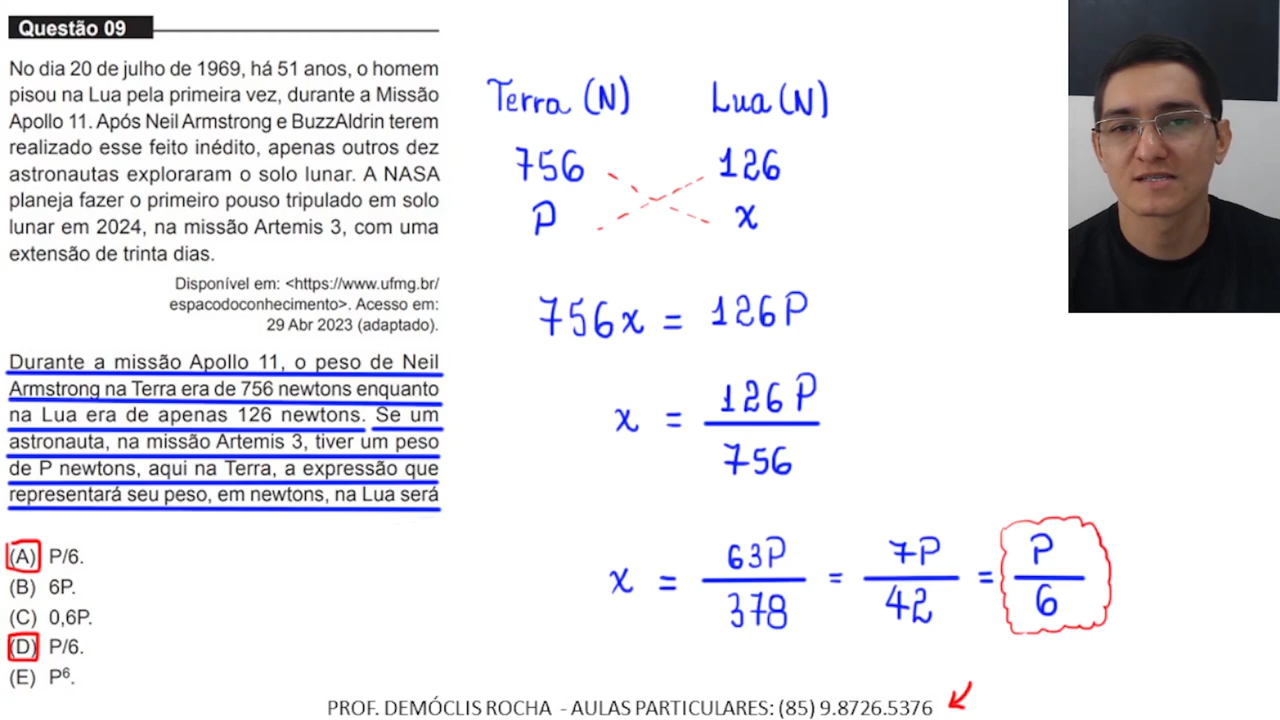 Questão 09
No dia 20 de julho de 1969, há 51 anos, o homem
pisou na Lua pela primeira vez, durante a Missão
Apollo 11. Após Neil Armstrong e BuzzAldrin terem
realizado esse feito inédito, apenas outros dez
astronautas exploraram o solo lunar. A NASA
planeja fazer o primeiro pouso tripulado em solo
lunar em 2024, na missão Artemis 3, com uma
extensão de trinta dias.
Disponível em: <https://www.ufmg.br/
espacodoconhecimento>. Acesso em:
29 Abr 2023 (adaptado).
Durante a missão Apollo 11, o peso de Neil
Armstrong na Terra era de 756 newtons enquanto
na Lua era de apenas 126 newtons. Se um
astronauta, na missão Artemis 3, tiver um peso
de P newtons, aqui na Terra, a expressão que
representará seu peso, em newtons, na Lua será
(A) P/6.
(B) 6P.
(C) 0,6P.
(D) P/6.
(E) P⁶.
Terra (N) Lua (N)
756 126
P x
756x = 126P
x = 126P/756
x = 63P/378 = 7P/42 = P/6
PROF. DEMÓCLIS ROCHA - AULAS PARTICULARES: (85) 9.8726.5376